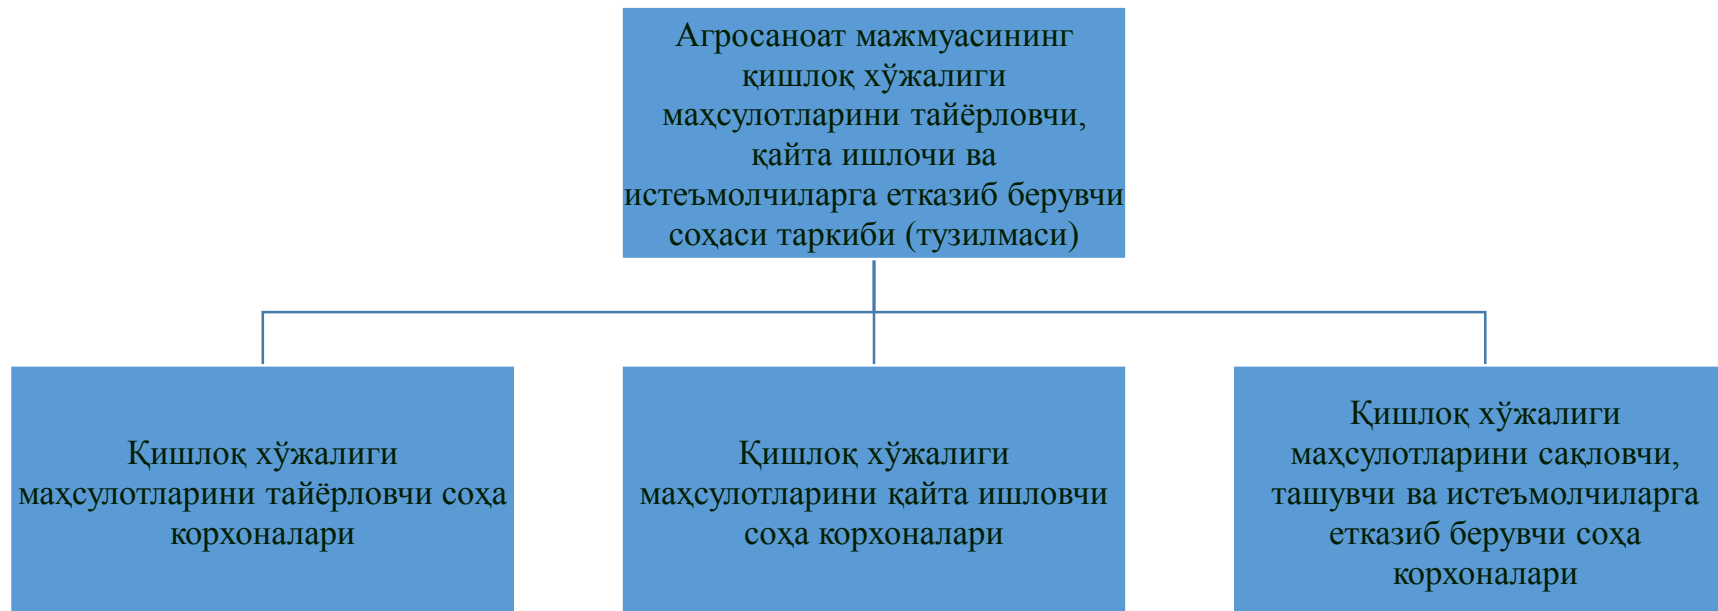 Агросаноат мажмуасининг
қишлоқ хўжалиги
маҳсулотларини тайёрловчи,
қайта ишлочи ва
истеъмолчиларга етказиб берувчи
соҳаси таркиби (тузилмаси)
Қишлоқ хўжалиги
маҳсулотларини тайёрловчи соҳа
корхоналари
Қишлоқ хўжалиги
маҳсулотларини қайта ишловчи
соҳа корхоналари
Қишлоқ хўжалиги
маҳсулотларини сақловчи,
ташувчи ва истеъмолчиларга
етказиб берувчи соҳа
корхоналари